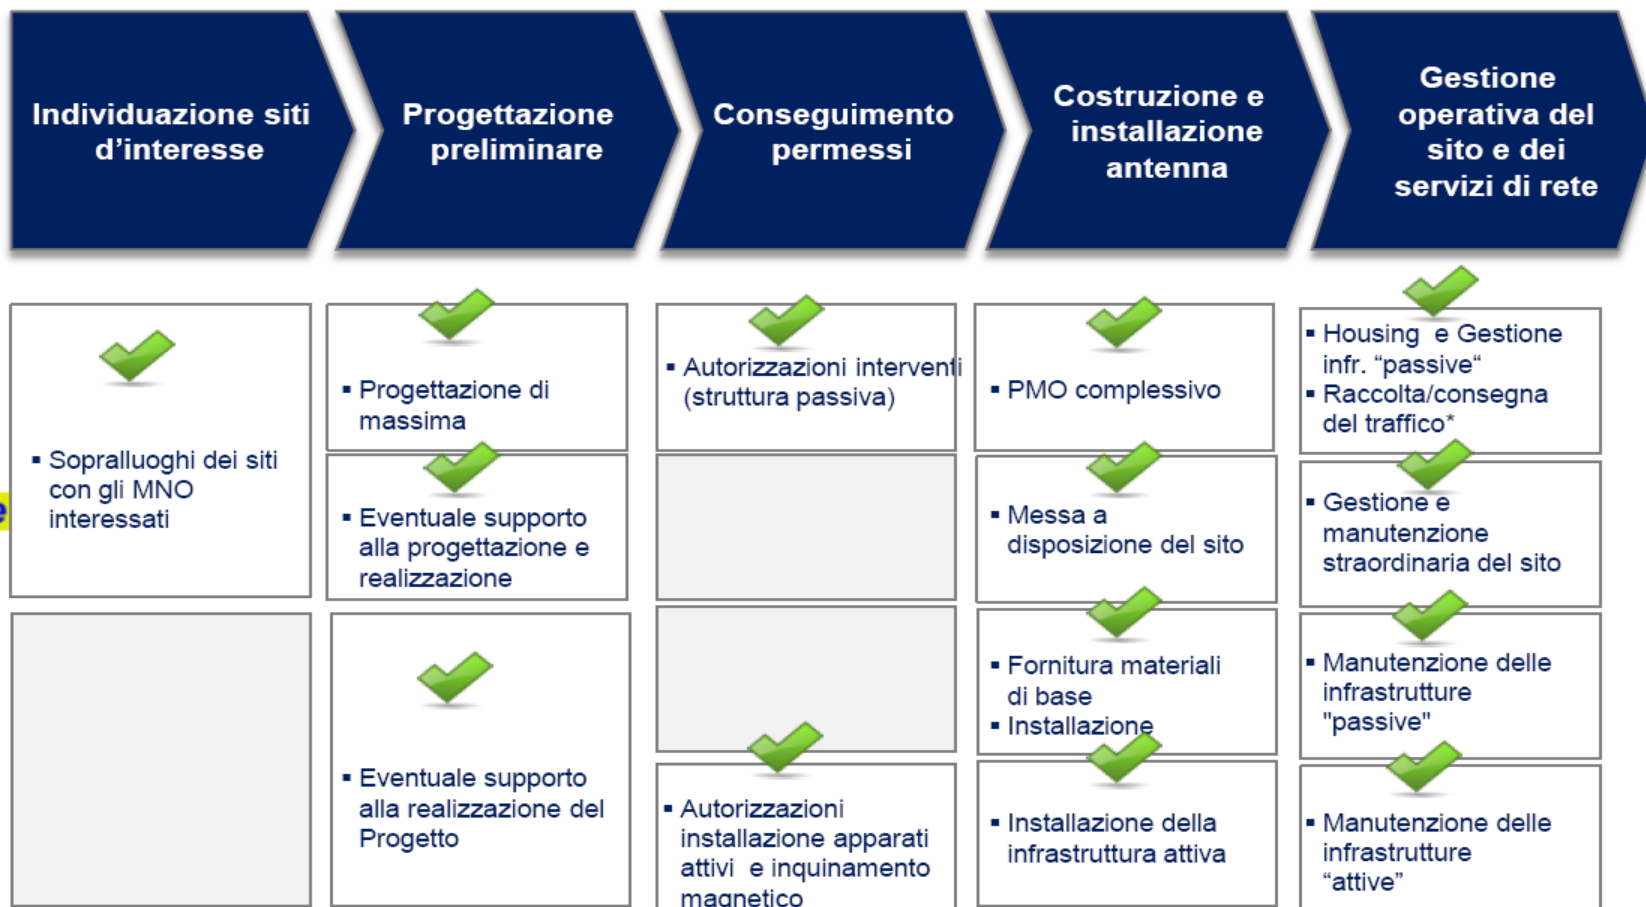 Individuazione siti
d’interesse
Progettazione
preliminare
Conseguimento
permessi
Costruzione e
installazione
antenna
Gestione
operativa del
sito e dei
servizi di rete
▪ Sopralluoghi dei siti
con gli MNO
interessati
▪ Progettazione di
massima
▪ Eventuale supporto
alla progettazione e
realizzazione
▪ Eventuale supporto
alla realizzazione del
Progetto
▪ Autorizzazioni interventi
(struttura passiva)
▪ Autorizzazioni
installazione apparati
attivi e inquinamento
magnetico
▪ PMO complessivo
▪ Messa a
disposizione del sito
▪ Fornitura materiali
di base
▪ Installazione
▪ Installazione della
infrastruttura attiva
▪ Housing e Gestione
infr. “passive“
▪ Raccolta/consegna
del traffico*
▪ Gestione e
manutenzione
straordinaria del sito
▪ Manutenzione delle
infrastrutture
"passive"
▪ Manutenzione delle
infrastrutture
“attive”